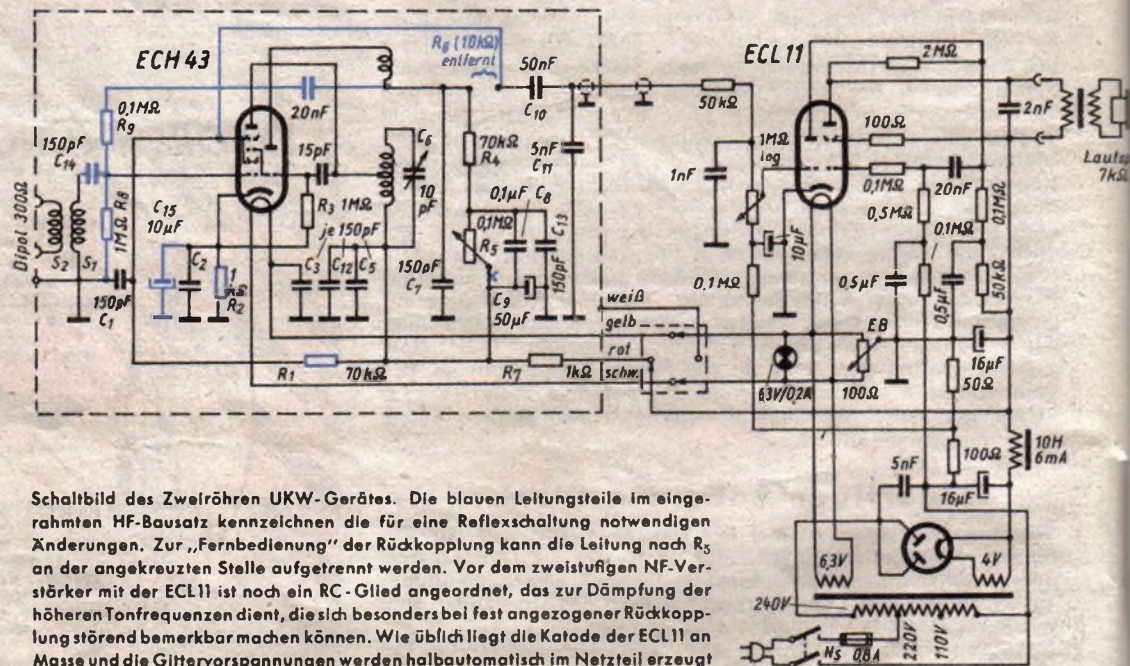 ECH 43
R6 (10kΩ)
entfernt
50nF
C10
ECL11
2MΩ
0,1MΩ
R9
20nF
50kΩ
100Ω
2nF
150pF
C14
15pF
70kΩ
R4
C6
10
pF
5nF
C11
1nF
1MΩ
log
0,1MΩ
20nF
Lautsp
7kΩ
Dipol 300Ω
S2
S1
1MΩ
R8
C15
10µF
C2
1
R2
R3
1MΩ
je 150pF
C3
C12
C5
150pF
C7
0,1MΩ
R5
0,1µF
C8
C13
150pF
C9
50µF
10µF
0,5MΩ
0,1MΩ
0,1MΩ
0,5µF
0,5µF
50kΩ
150pF
C1
0,1MΩ
weiß
gelb
rot
schw.
EB
16µF
50Ω
R1
70kΩ
R7
1kΩ
6,3V/0,2A
100Ω
10H
6mA
100Ω
5nF
16µF
6,3V
4V
240V
220V
110V
Ns
0,8A
Schaltbild des Zweiröhren UKW-Gerätes. Die blauen Leitungsteile im einge-
rahmten HF-Bausatz kennzeichnen die für eine Reflexschaltung notwendigen
Änderungen. Zur „Fernbedienung" der Rückkopplung kann die Leitung nach R5
an der angekreuzten Stelle aufgetrennt werden. Vor dem zweistufigen NF-Ver-
stärker mit der ECL11 ist noch ein RC-Glied angeordnet, das zur Dämpfung der
höheren Tonfrequenzen dient, die sich besonders bei fest angezogener Rückkopp-
lung störend bemerkbar machen können. Wie üblich liegt die Katode der ECL11 an
Masse und die Gittervorspannungen werden halbautomatisch im Netzteil erzeugt